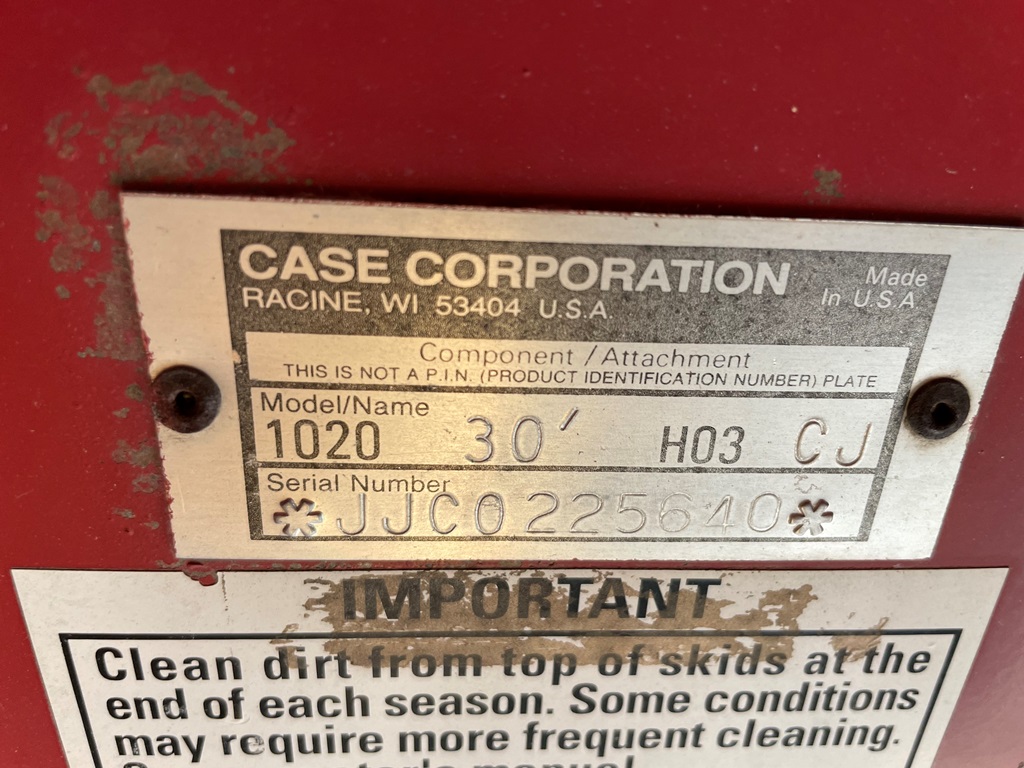 CASE CORPORATION
RACINE, WI 53404 U.S.A.
Made
In U.S.A
Component / Attachment
THIS IS NOT A P.I.N. (PRODUCT IDENTIFICATION NUMBER) PLATE
Model/Name
1020 30' H03 CJ
Serial Number
*JJC0225640*
IMPORTANT
Clean dirt from top of skids at the
end of each season. Some conditions
may require more frequent cleaning.
manual